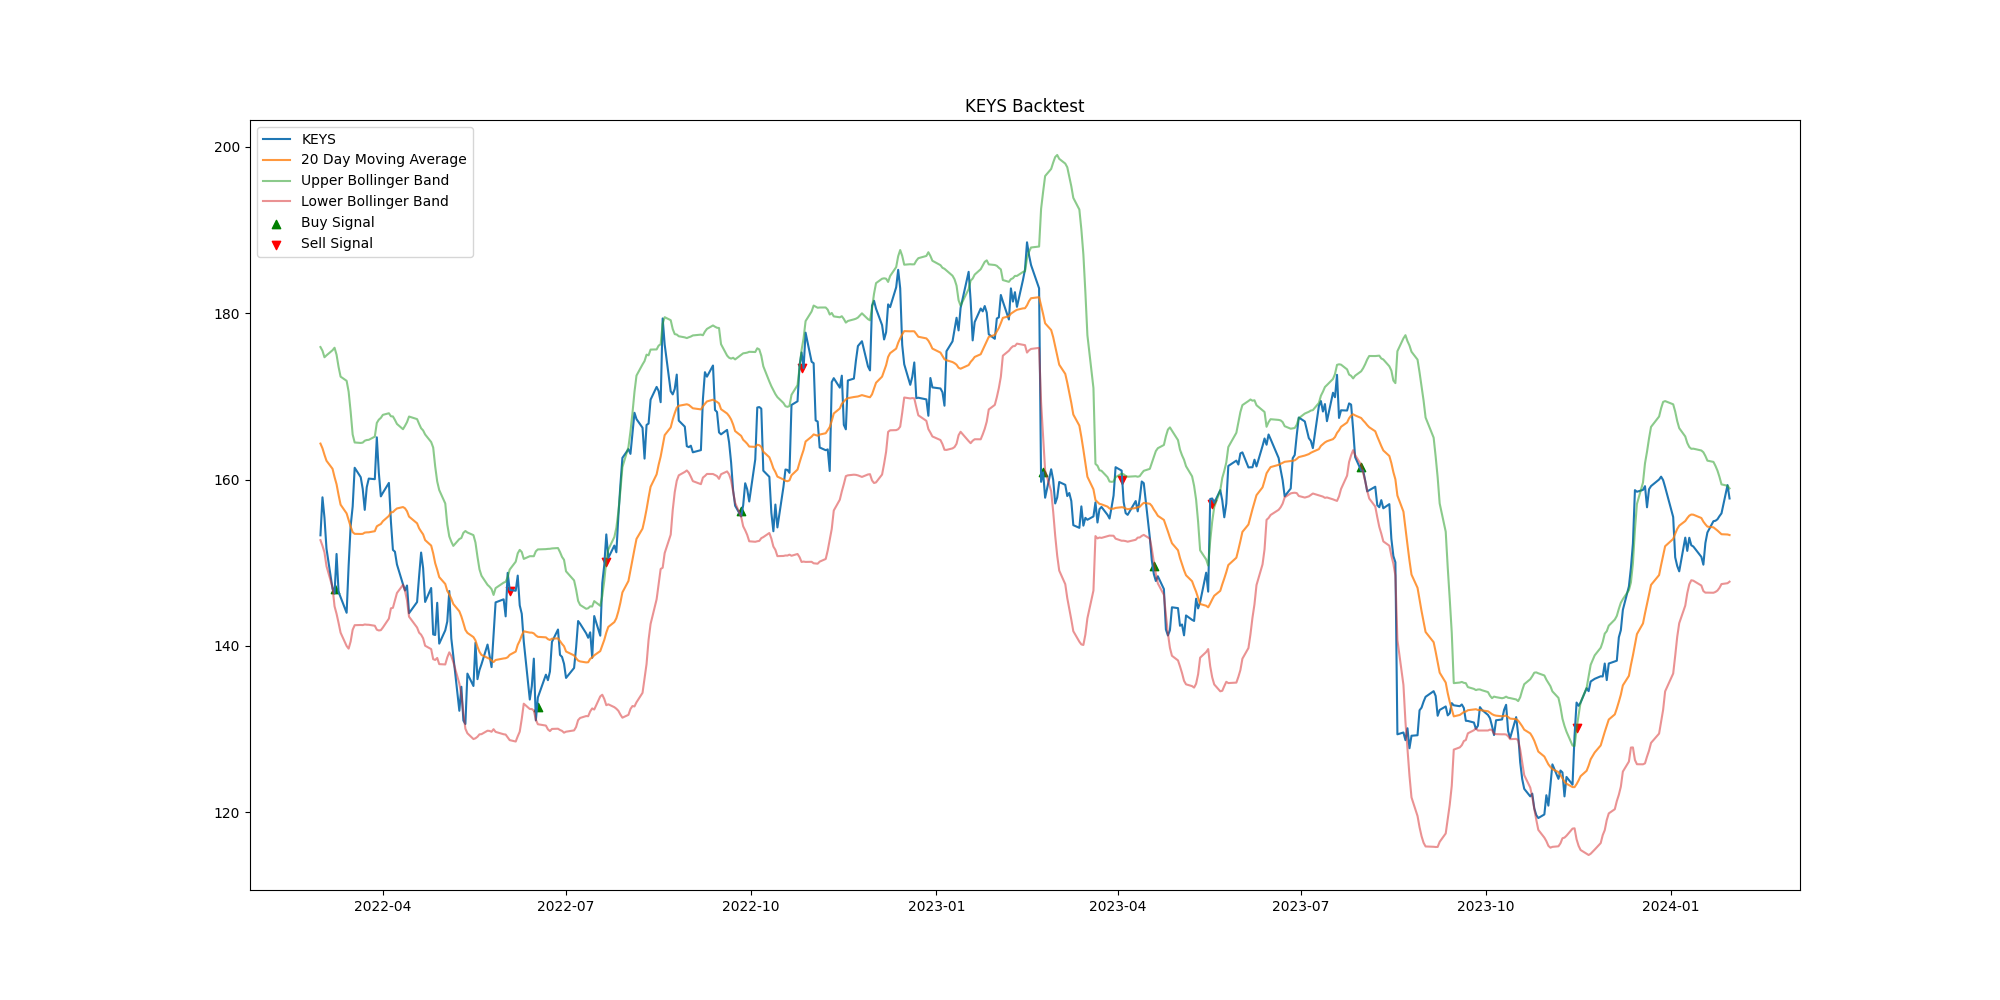 KEYS Backtest
KEYS
20 Day Moving Average
Upper Bollinger Band
Lower Bollinger Band
Buy Signal
Sell Signal
200
180
160
140
120
2022-04
2022-07
2022-10
2023-01
2023-04
2023-07
2023-10
2024-01